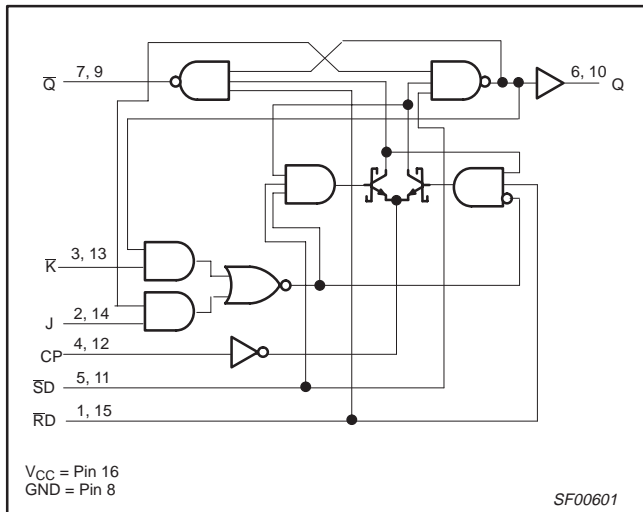 Q̅ 7, 9
6, 10 Q
K̅ 3, 13
J 2, 14
CP 4, 12
S̅D 5, 11
R̅D 1, 15
VCC = Pin 16
GND = Pin 8
SF00601